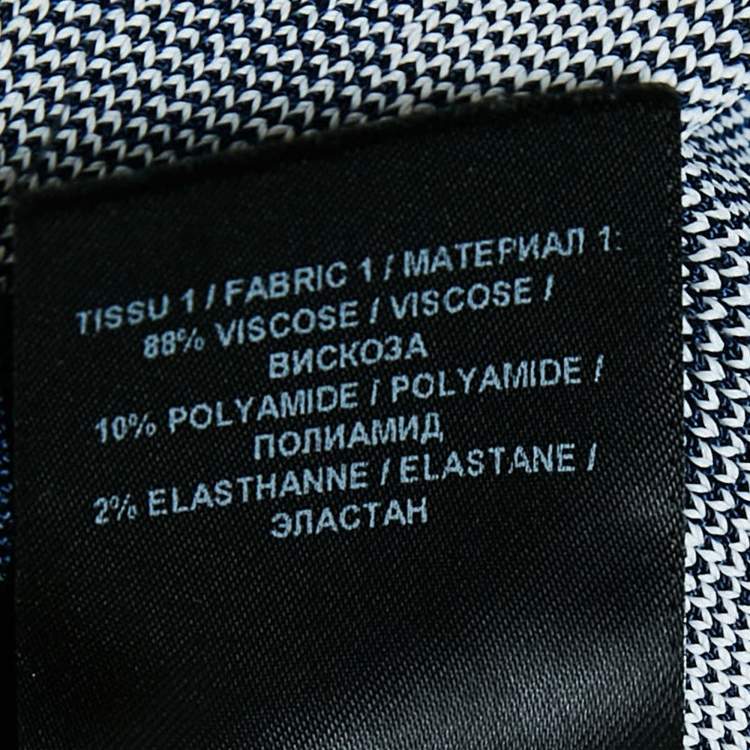 TISSU 1 / FABRIC 1 / МАТЕРИАЛ 1:
88% VISCOSE / VISCOSE /
ВИСКОЗА
10% POLYAMIDE / POLYAMIDE /
ПОЛИАМИД
2% ELASTHANNE / ELASTANE /
ЭЛАСТАН